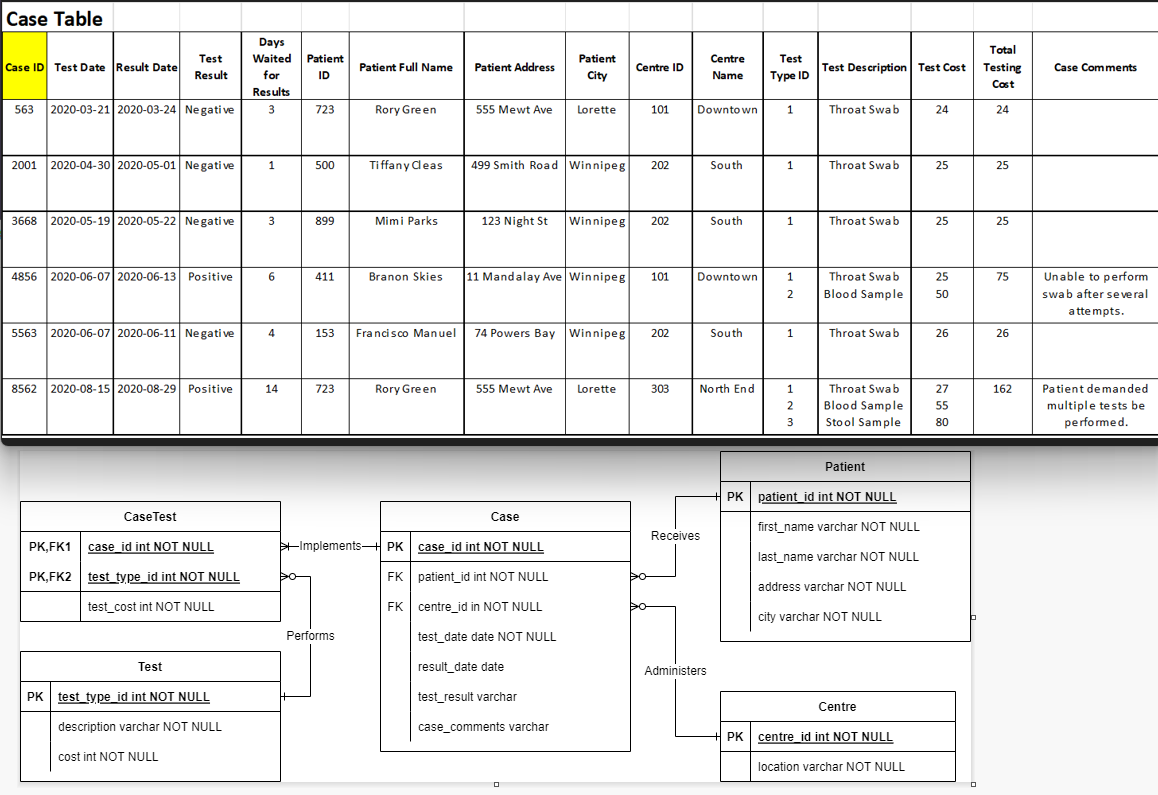 Case Table
Case ID Test Date Result Date Test Result Days Waited for Results Patient ID Patient Full Name Patient Address Patient City Centre ID Centre Name Test Type ID Test Description Test Cost Total Testing Cost Case Comments
563 2020-03-21 2020-03-24 Negative 3 723 Rory Green 555 Mewt Ave Lorette 101 Downtown 1 Throat Swab 24 24
2001 2020-04-30 2020-05-01 Negative 1 500 Tiffany Cleas 499 Smith Road Winnipeg 202 South 1 Throat Swab 25 25
3668 2020-05-19 2020-05-22 Negative 3 899 Mimi Parks 123 Night St Winnipeg 202 South 1 Throat Swab 25 25
4856 2020-06-07 2020-06-13 Positive 6 411 Branon Skies 11 Mandalay Ave Winnipeg 101 Downtown 1 Throat Swab 25 75 Unable to perform
2 Blood Sample 50 swab after several
attempts.
5563 2020-06-07 2020-06-11 Negative 4 153 Francisco Manuel 74 Powers Bay Winnipeg 202 South 1 Throat Swab 26 26
8562 2020-08-15 2020-08-29 Positive 14 723 Rory Green 555 Mewt Ave Lorette 303 North End 1 Throat Swab 27 162 Patient demanded
2 Blood Sample 55 multiple tests be
3 Stool Sample 80 performed.
CaseTest
PK,FK1 case_id int NOT NULL
PK,FK2 test_type_id int NOT NULL
test_cost int NOT NULL
Implements
Performs
Test
PK test_type_id int NOT NULL
description varchar NOT NULL
cost int NOT NULL
Case
PK case_id int NOT NULL
FK patient_id int NOT NULL
FK centre_id in NOT NULL
test_date date NOT NULL
result_date date
test_result varchar
case_comments varchar
Receives
Administers
Patient
PK patient_id int NOT NULL
first_name varchar NOT NULL
last_name varchar NOT NULL
address varchar NOT NULL
city varchar NOT NULL
Centre
PK centre_id int NOT NULL
location varchar NOT NULL